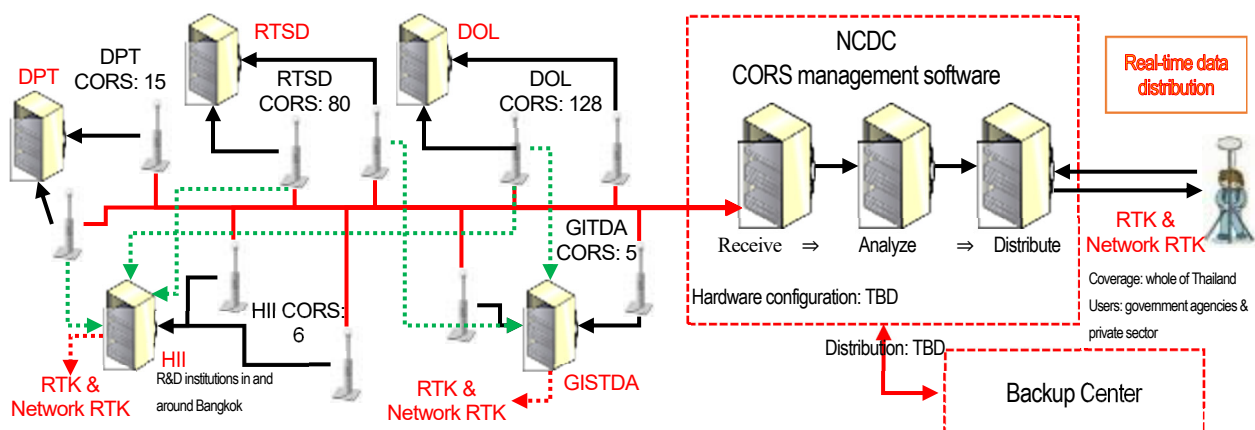 DPT
DPT
CORS: 15
RTSD
RTSD
CORS: 80
DOL
DOL
CORS: 128
NCDC
CORS management software
Real-time data
distribution
Receive ⇒ Analyze ⇒ Distribute
Hardware configuration: TBD
RTK &
Network RTK
Coverage: whole of Thailand
Users: government agencies &
private sector
GITDA
CORS: 5
HII CORS:
6
HII
R&D institutions in and
around Bangkok
RTK &
Network RTK
RTK &
Network RTK
GISTDA
Distribution: TBD
Backup Center